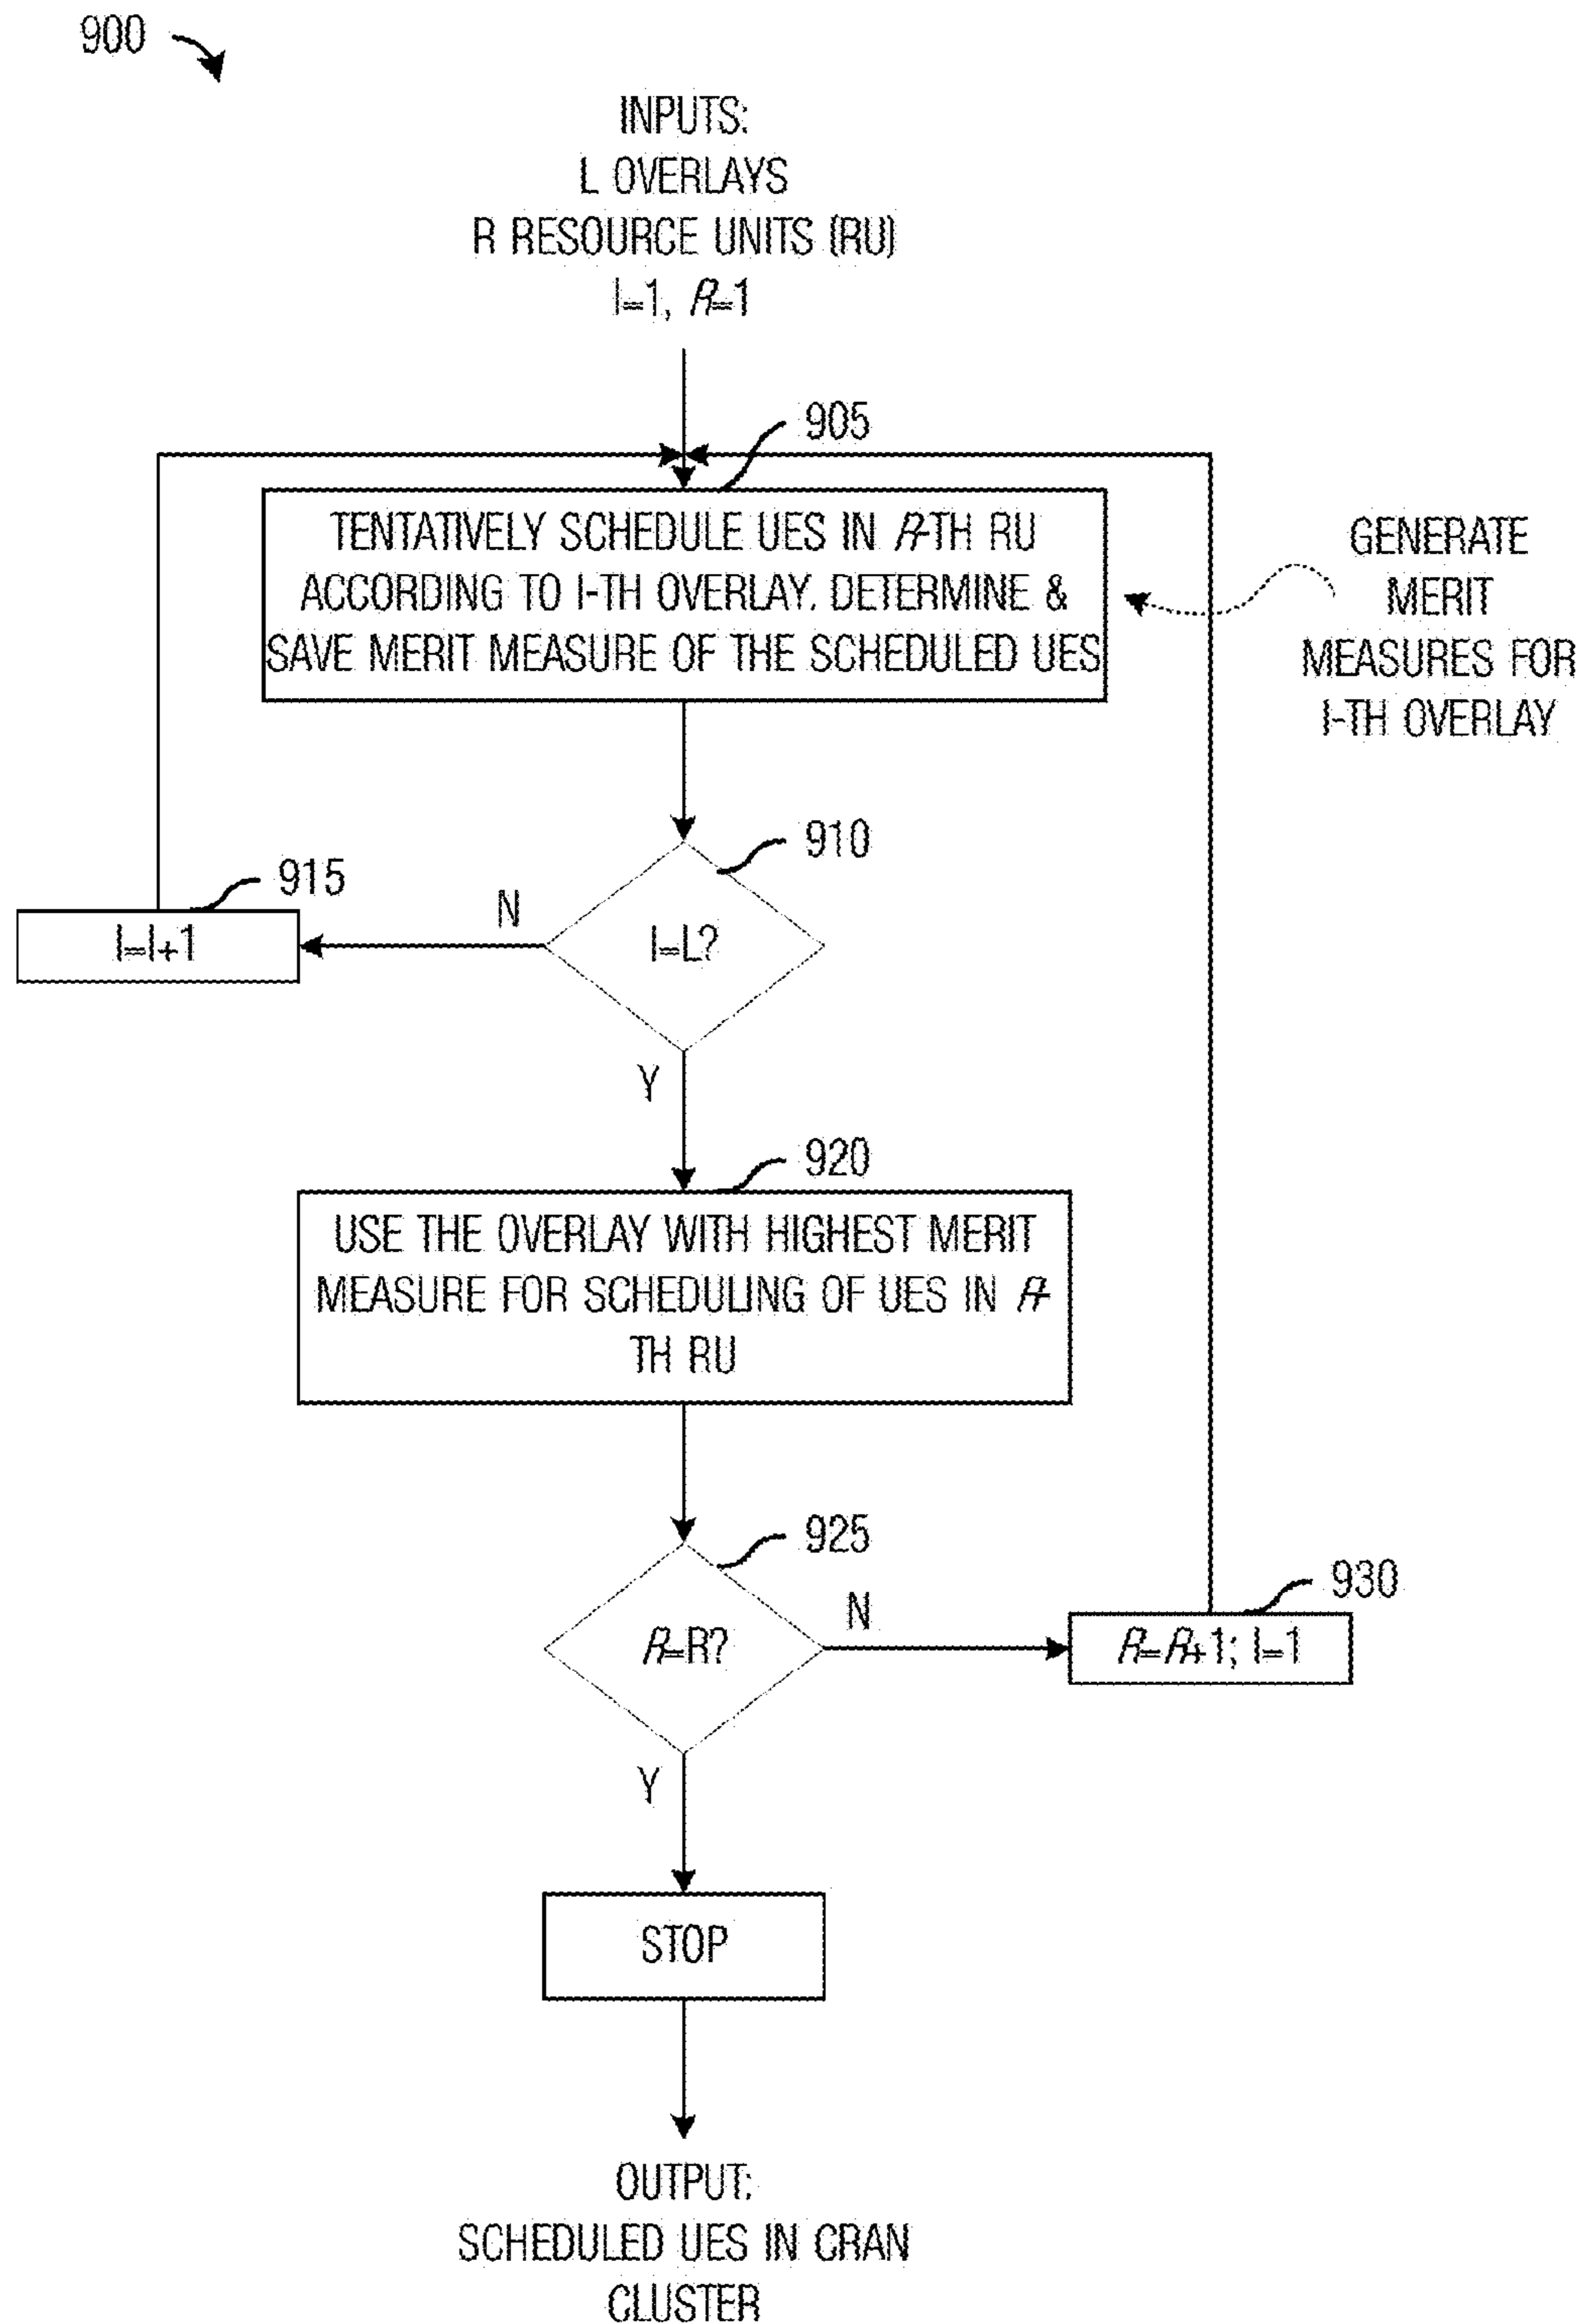 900
INPUTS:
L OVERLAYS
R RESOURCE UNITS (RU)
I=1, R=1
905
TENTATIVELY SCHEDULE UES IN R-TH RU
ACCORDING TO I-TH OVERLAY. DETERMINE &
SAVE MERIT MEASURE OF THE SCHEDULED UES
GENERATE
MERIT
MEASURES FOR
I-TH OVERLAY
910
I=L?
N
915
I=I+1
Y
920
USE THE OVERLAY WITH HIGHEST MERIT
MEASURE FOR SCHEDULING OF UES IN R-
TH RU
925
R=R?
N
930
R=R+1; I=1
Y
STOP
OUTPUT:
SCHEDULED UES IN CRAN
CLUSTER